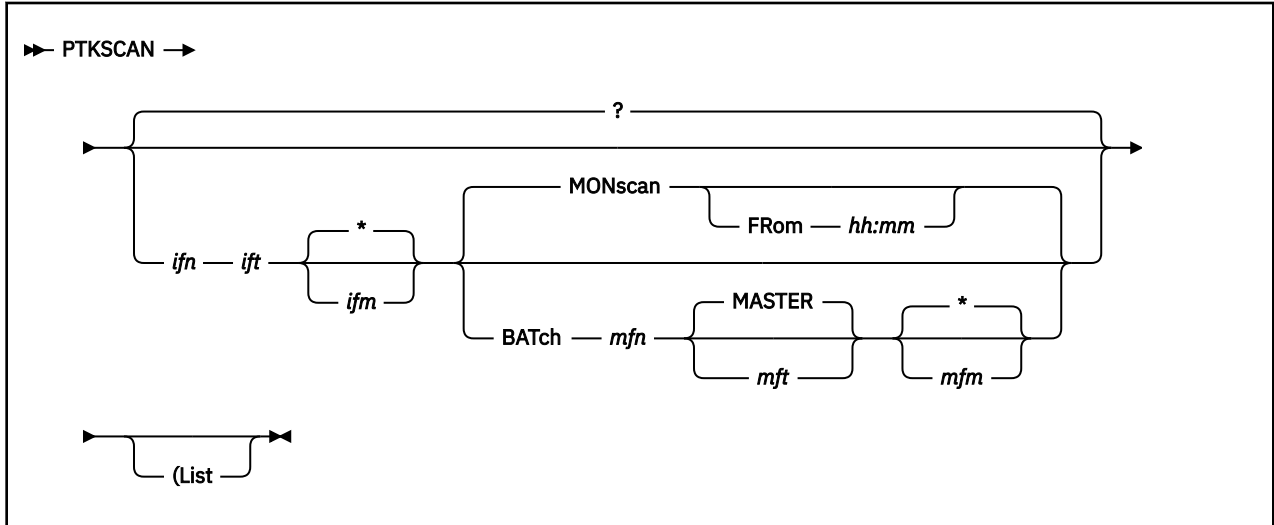 PTKSCAN
?
MONscan
FRom hh:mm
*
ifn ift
ifm
MASTER
*
BATch mfn
mft
mfm
(List